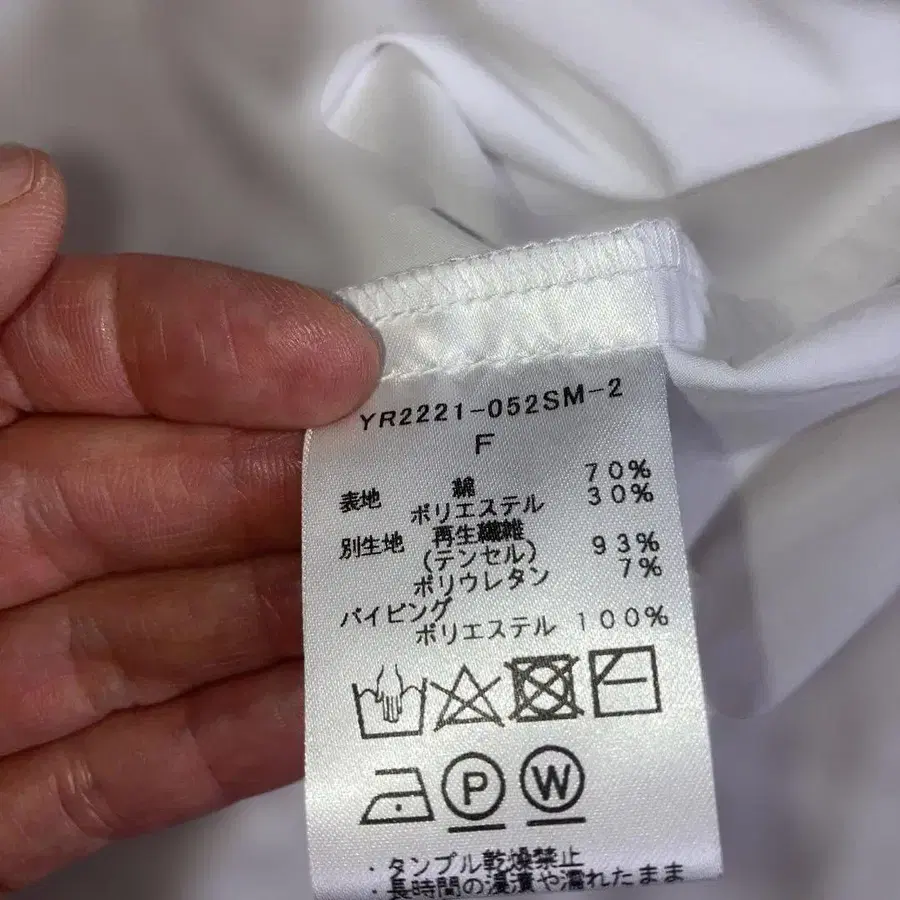 YR2221-052SM-2
F
表地 綿 70%
ポリエステル 30%
別生地 再生繊維
(テンセル) 93%
ポリウレタン 7%
パイピング
ポリエステル 100%
P W
・タンブル乾燥禁止
・長時間の浸漬や濡れたまま